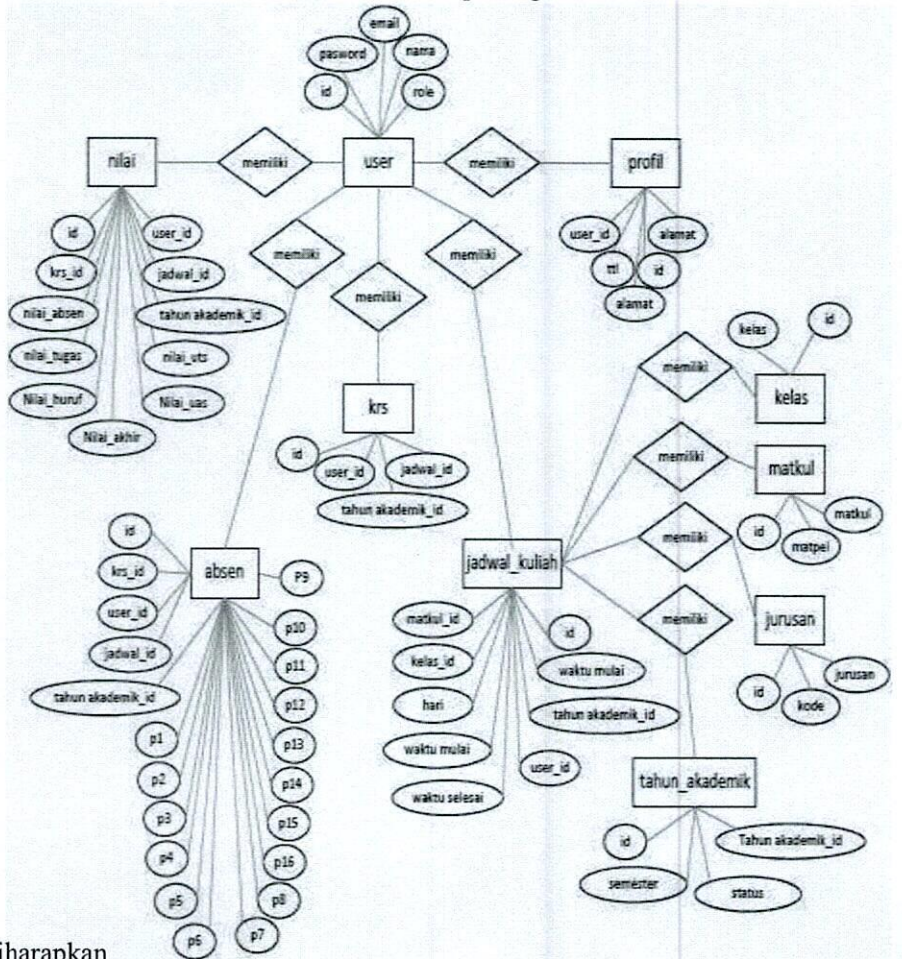 email
pasword
nama
id
role
nilai
memiliki
user
memiliki
profil
id
user_id
krs_id
jadwal_id
nilai_absen
tahun akademik_id
nilai_tugas
nilai_uts
Nilai_huruf
Nilai_uas
Nilai_akhir
memiliki
memiliki
memiliki
user_id
alamat
ttl
id
alamat
krs
id
user_id
jadwal_id
tahun akademik_id
memiliki
kelas
id
kelas
memiliki
matkul
id
matpel
matkul
memiliki
jurusan
id
kode
jurusan
memiliki
absen
id
krs_id
user_id
jadwal_id
tahun akademik_id
p1
p2
p3
p4
p5
p6
p7
p8
P9
p10
p11
p12
p13
p14
p15
p16
jadwal_kuliah
matkul_id
id
kelas_id
waktu mulai
hari
tahun akademik_id
waktu mulai
user_id
waktu selesai
tahun_akademik
id
Tahun akademik_id
semester
status
iharapkan